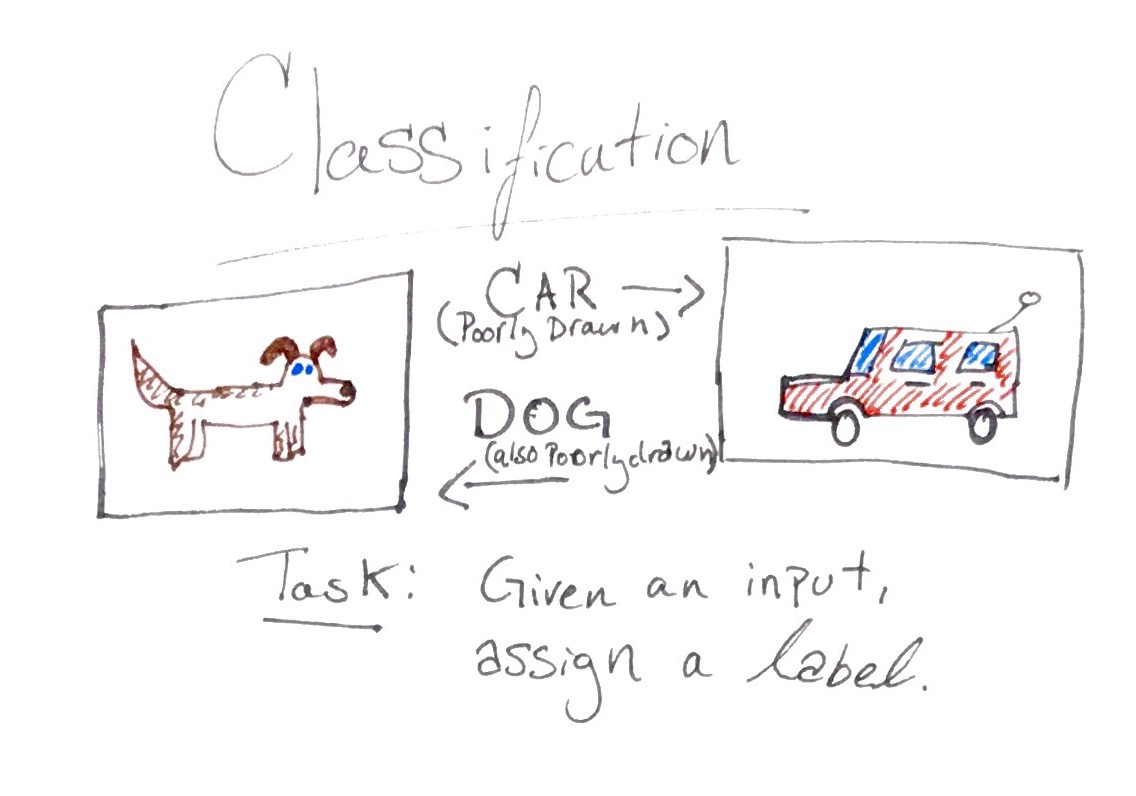 Classification
CAR
(Poorly Drawn)
DOG
(also Poorly drawn)
Task: Given an input,
assign a label.